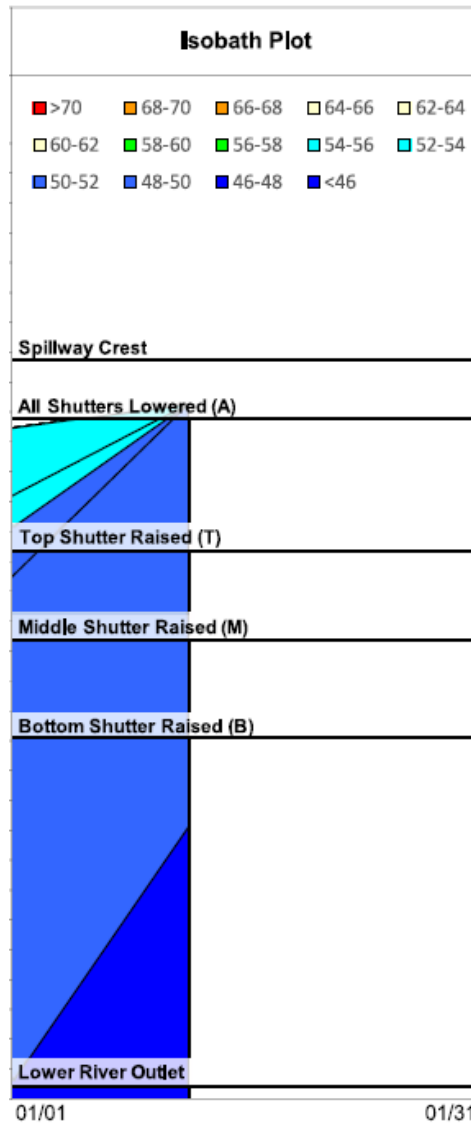 Isobath Plot
>70 68-70 66-68 64-66 62-64
60-62 58-60 56-58 54-56 52-54
50-52 48-50 46-48 <46
Spillway Crest
All Shutters Lowered (A)
Top Shutter Raised (T)
Middle Shutter Raised (M)
Bottom Shutter Raised (B)
Lower River Outlet
01/01 01/31